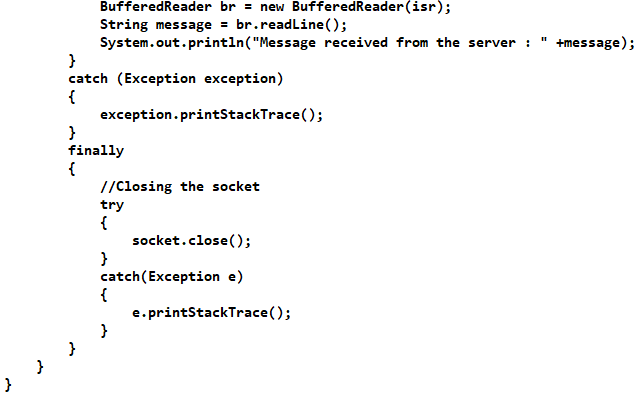 BufferedReader br = new BufferedReader(isr);
String message = br.readLine();
System.out.println("Message received from the server : " +message);
}
catch (Exception exception)
{
exception.printStackTrace();
}
finally
{
//Closing the socket
try
{
socket.close();
}
catch(Exception e)
{
e.printStackTrace();
}
}
}
}